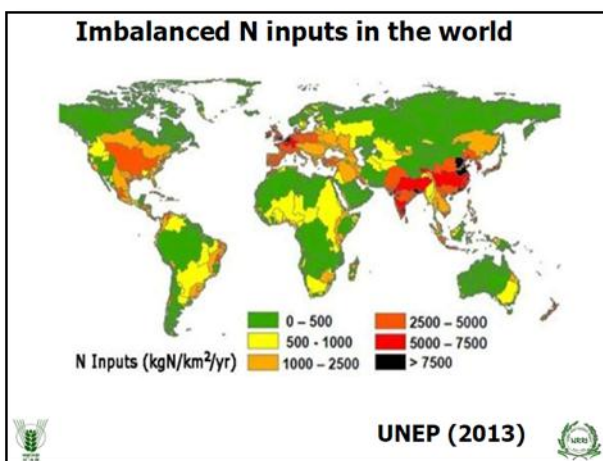 Imbalanced N inputs in the world
0 – 500
2500 - 5000
500 - 1000
5000 – 7500
N Inputs (kgN/km²/yr)
1000 – 2500
> 7500
UNEP (2013)